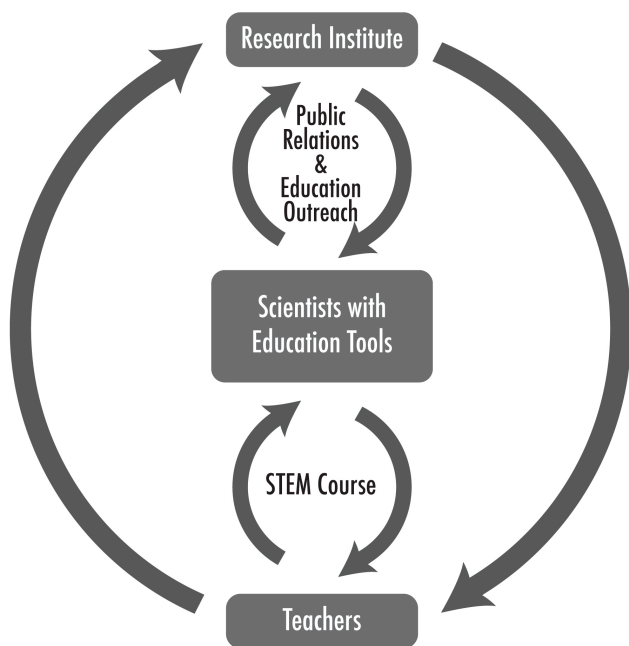 Research Institute
Public
Relations
&
Education
Outreach
Scientists with
Education Tools
STEM Course
Teachers